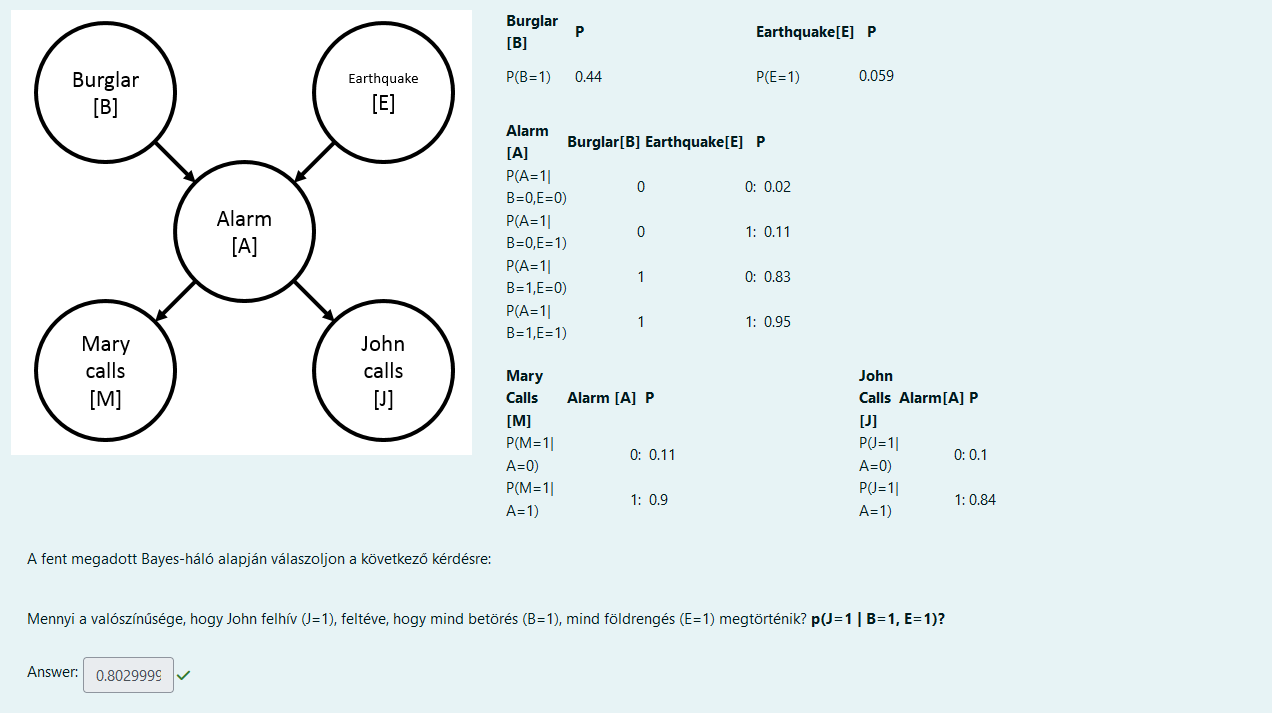 Burglar
[B]
Earthquake
[E]
Alarm
[A]
Mary
calls
[M]
John
calls
[J]
Burglar
[B] P
P(B=1) 0.44
Earthquake[E] P
P(E=1) 0.059
Alarm
[A] Burglar[B] Earthquake[E] P
P(A=1|
B=0,E=0) 0 0: 0.02
P(A=1|
B=0,E=1) 0 1: 0.11
P(A=1|
B=1,E=0) 1 0: 0.83
P(A=1|
B=1,E=1) 1 1: 0.95
Mary
Calls Alarm [A] P
[M]
P(M=1|
A=0) 0: 0.11
P(M=1|
A=1) 1: 0.9
John
Calls Alarm[A] P
[J]
P(J=1|
A=0) 0: 0.1
P(J=1|
A=1) 1: 0.84
A fent megadott Bayes-háló alapján válaszoljon a következő kérdésre:
Mennyi a valószínűsége, hogy John felhív (J=1), feltéve, hogy mind betörés (B=1), mind földrengés (E=1) megtörténik? p(J=1 | B=1, E=1)?
Answer: 0.8029999